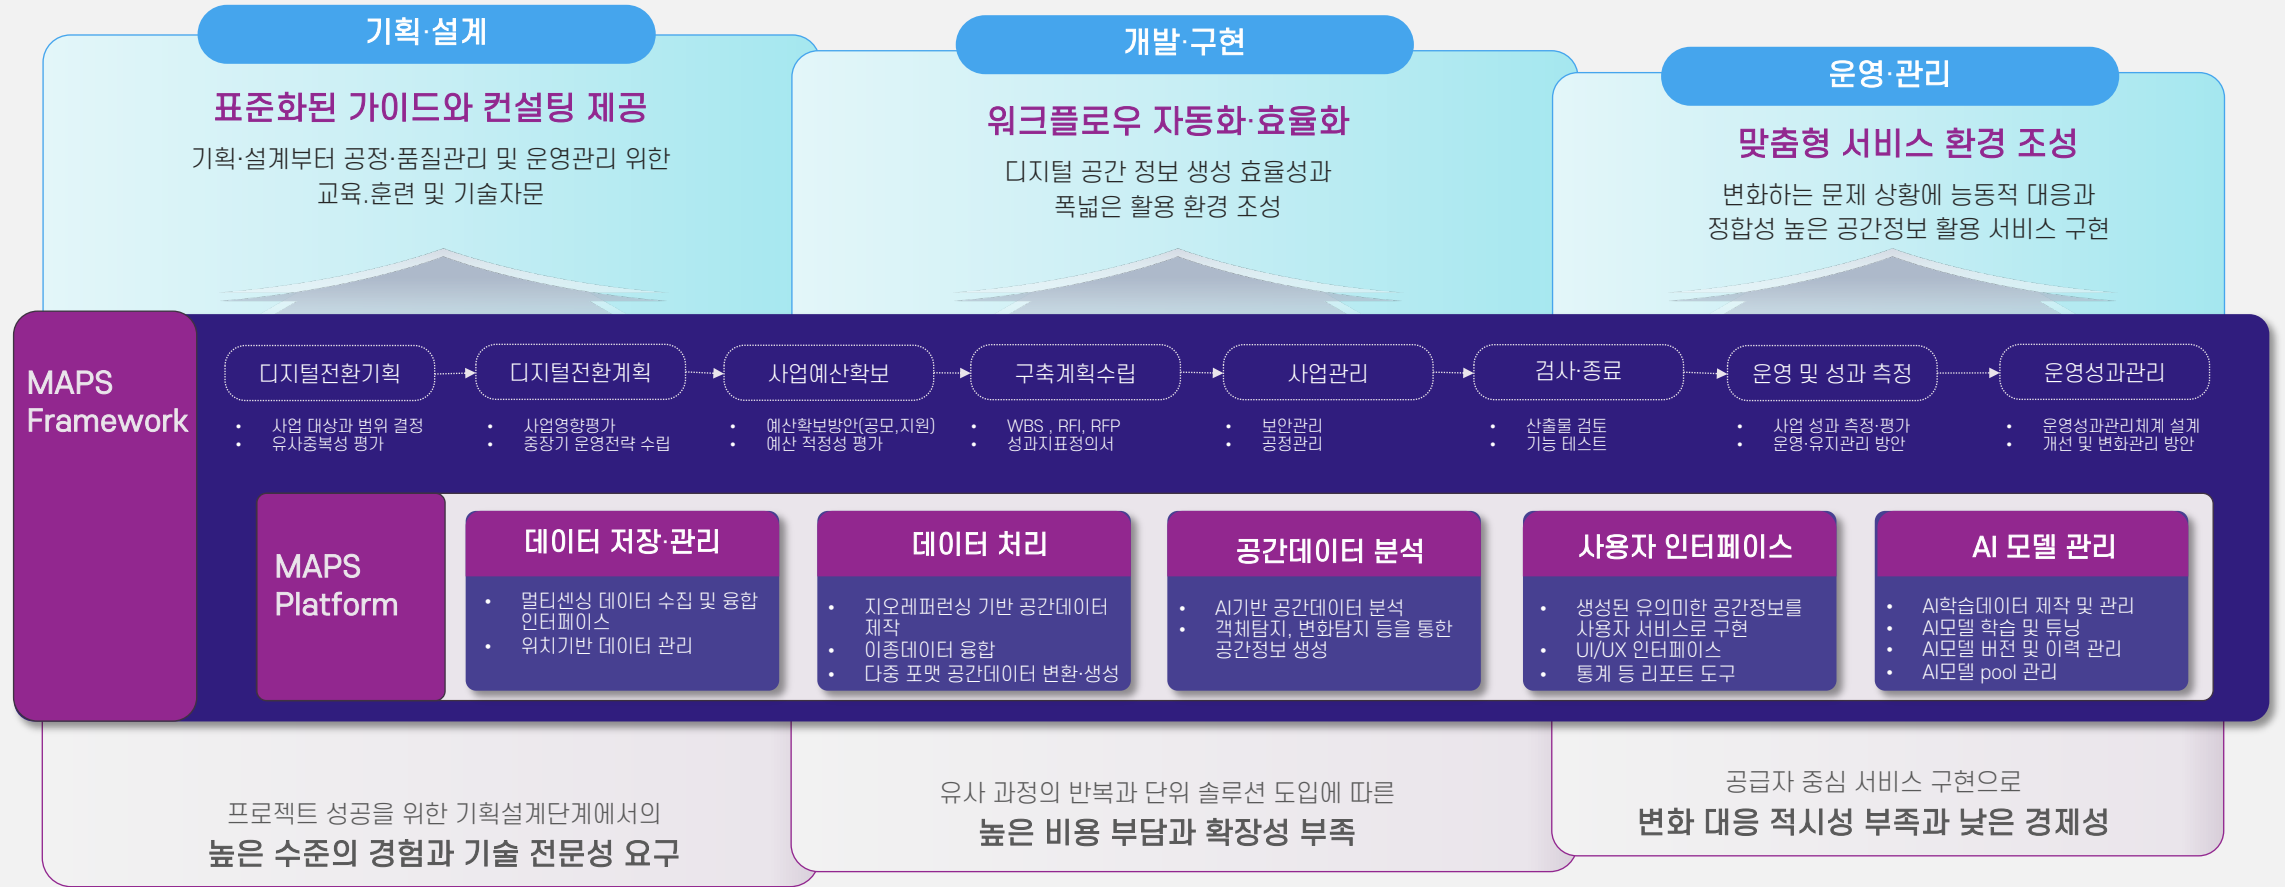 기획·설계
표준화된 가이드와 컨설팅 제공
기획·설계부터 공정·품질관리 및 운영관리 위한
교육.훈련 및 기술자문
개발·구현
워크플로우 자동화·효율화
디지털 공간 정보 생성 효율성과
폭넓은 활용 환경 조성
운영·관리
맞춤형 서비스 환경 조성
변화하는 문제 상황에 능동적 대응과
정합성 높은 공간정보 활용 서비스 구현
MAPS
Framework
디지털전환기획
• 사업 대상과 범위 결정
• 유사중복성 평가
디지털전환계획
• 사업영향평가
• 중장기 운영전략 수립
사업예산확보
• 예산확보방안(공모,지원)
• 예산 적정성 평가
구축계획수립
• WBS , RFI, RFP
• 성과지표정의서
사업관리
• 보안관리
• 공정관리
검사·종료
• 산출물 검토
• 기능 테스트
운영 및 성과 측정
• 사업 성과 측정·평가
• 운영·유지관리 방안
운영성과관리
• 운영성과관리체계 설계
• 개선 및 변화관리 방안
MAPS
Platform
데이터 저장·관리
• 멀티센싱 데이터 수집 및 융합
인터페이스
• 위치기반 데이터 관리
데이터 처리
• 지오레퍼런싱 기반 공간데이터
제작
• 이종데이터 융합
• 다중 포맷 공간데이터 변환·생성
공간데이터 분석
• AI기반 공간데이터 분석
• 객체탐지, 변화탐지 등을 통한
공간정보 생성
사용자 인터페이스
• 생성된 유의미한 공간정보를
사용자 서비스로 구현
• UI/UX 인터페이스
• 통계 등 리포트 도구
AI 모델 관리
• AI학습데이터 제작 및 관리
• AI모델 학습 및 튜닝
• AI모델 버전 및 이력 관리
• AI모델 pool 관리
프로젝트 성공을 위한 기획설계단계에서의
높은 수준의 경험과 기술 전문성 요구
유사 과정의 반복과 단위 솔루션 도입에 따른
높은 비용 부담과 확장성 부족
공급자 중심 서비스 구현으로
변화 대응 적시성 부족과 낮은 경제성